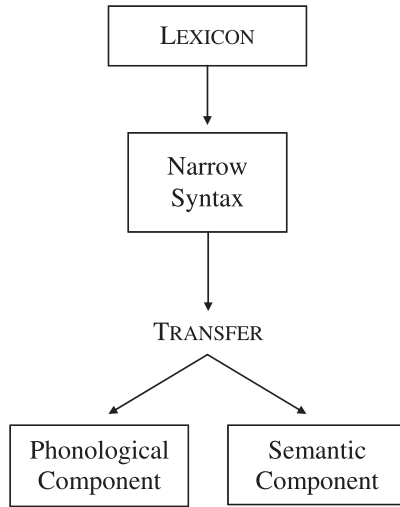 LEXICON
Narrow
Syntax
TRANSFER
Phonological
Component
Semantic
Component